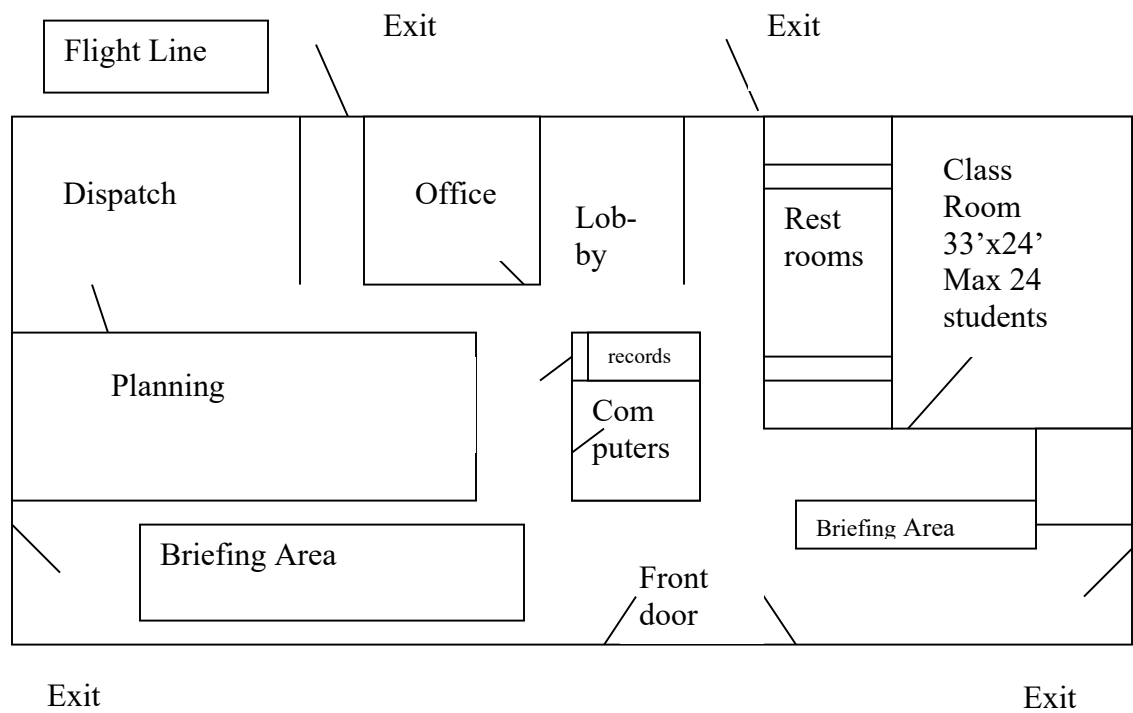 Exit
Exit
Flight Line
Dispatch
Office
Lob-
by
Rest
rooms
Class
Room
33’x24’
Max 24
students
records
Planning
Com
puters
Briefing Area
Briefing Area
Front
door
Exit
Exit